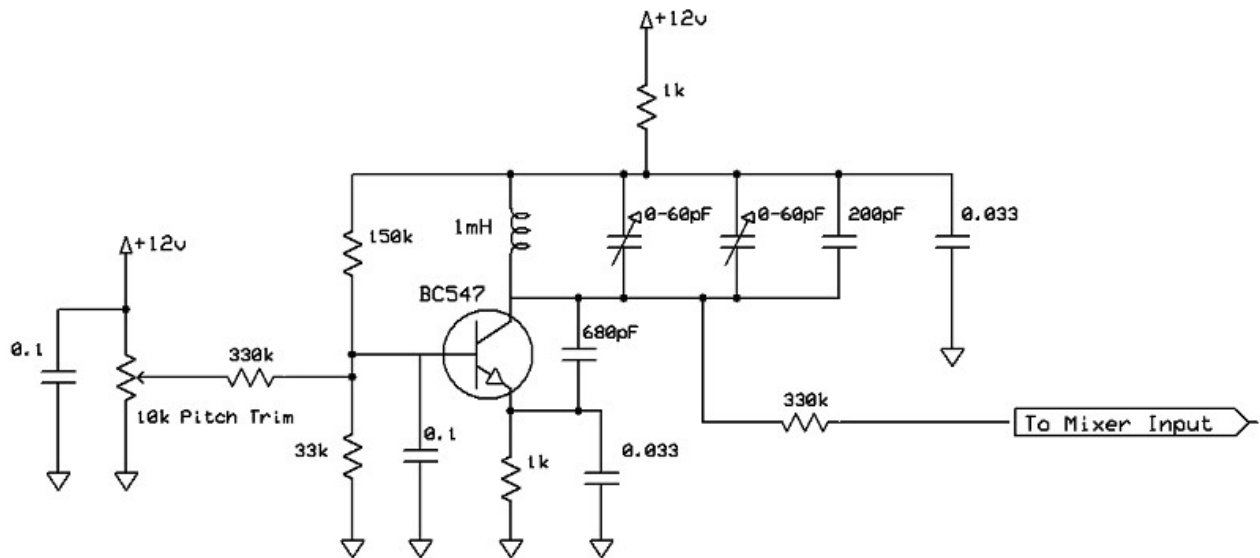 +12v
1k
1mH
0-60pF
0-60pF
200pF
0.033
+12v
150k
BC547
0.1
330k
680pF
10k Pitch Trim
330k
To Mixer Input
33k
0.1
1k
0.033